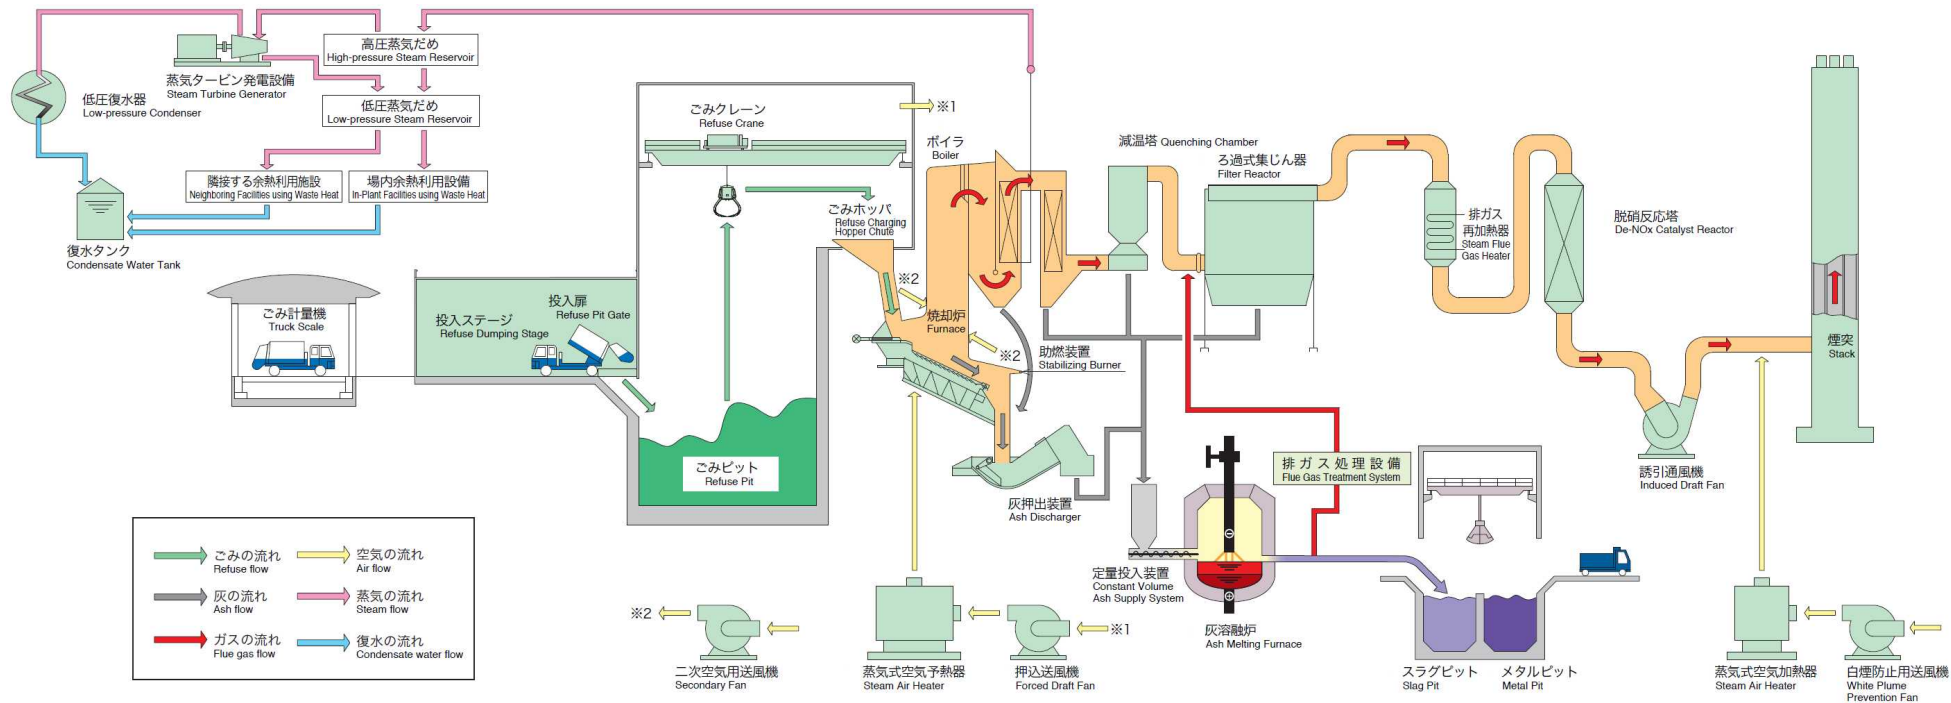 高圧蒸気だめ
High-pressure Steam Reservoir
蒸気タービン発電設備
Steam Turbine Generator
低圧復水器
Low-pressure Condenser
低圧蒸気だめ
Low-pressure Steam Reservoir
隣接する余熱利用施設
Neighboring Facilities using Waste Heat
場内余熱利用設備
In-Plant Facilities using Waste Heat
復水タンク
Condensate Water Tank
ごみ計量機
Truck Scale
投入ステージ
Refuse Dumping Stage
投入扉
Refuse Pit Gate
ごみクレーン
Refuse Crane
※1
ごみホッパ
Refuse Charging
Hopper Chute
ごみピット
Refuse Pit
ボイラ
Boiler
※2
焼却炉
Furnace
※2
助燃装置
Stabilizing Burner
灰押出装置
Ash Discharger
減温塔 Quenching Chamber
ろ過式集じん器
Filter Reactor
排ガス
再加熱器
Steam Flue
Gas Heater
脱硝反応塔
De-NOx Catalyst Reactor
煙突
Stack
誘引通風機
Induced Draft Fan
排ガス処理設備
Flue Gas Treatment System
定量投入装置
Constant Volume
Ash Supply System
灰溶融炉
Ash Melting Furnace
スラグピット
Slag Pit
メタルピット
Metal Pit
蒸気式空気加熱器
Steam Air Heater
白煙防止用送風機
White Plume
Prevention Fan
※2
二次空気用送風機
Secondary Fan
蒸気式空気予熱器
Steam Air Heater
※1
押込送風機
Forced Draft Fan
ごみの流れ
Refuse flow
空気の流れ
Air flow
灰の流れ
Ash flow
蒸気の流れ
Steam flow
ガスの流れ
Flue gas flow
復水の流れ
Condensate water flow